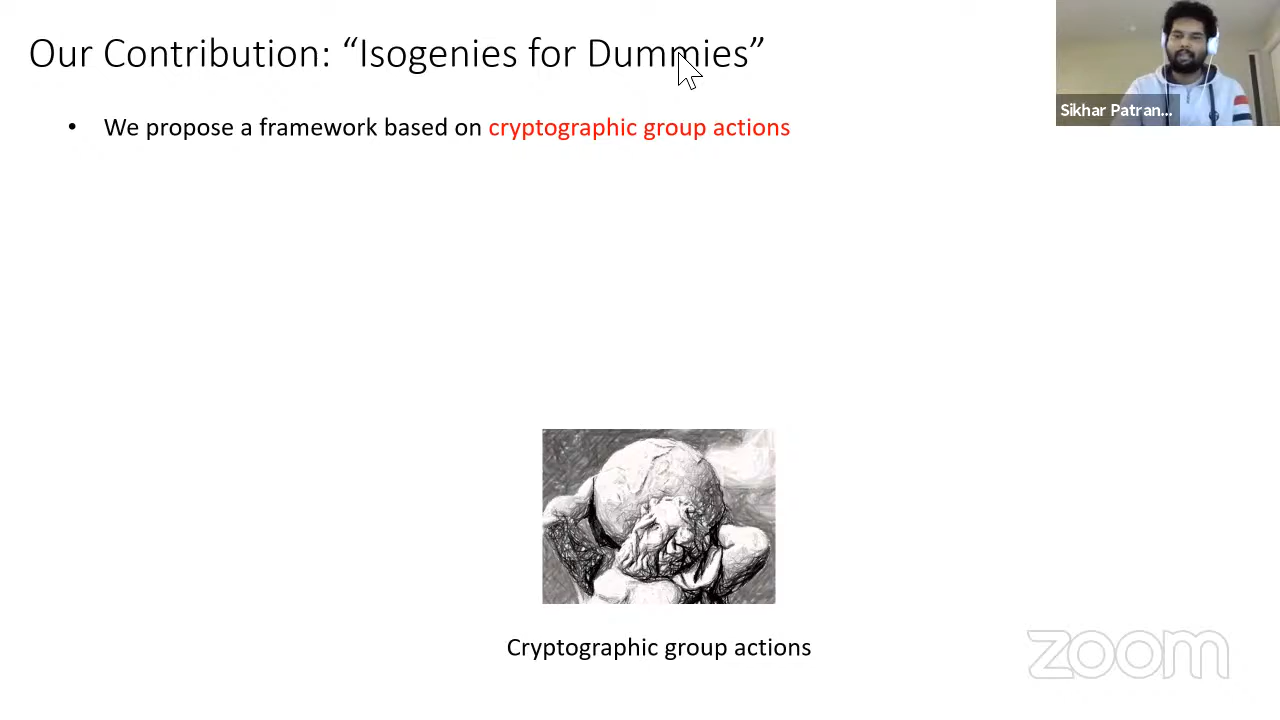 Our Contribution: “Isogenies for Dummies”
Sikhar Patran...
• We propose a framework based on cryptographic group actions
Cryptographic group actions
zoom